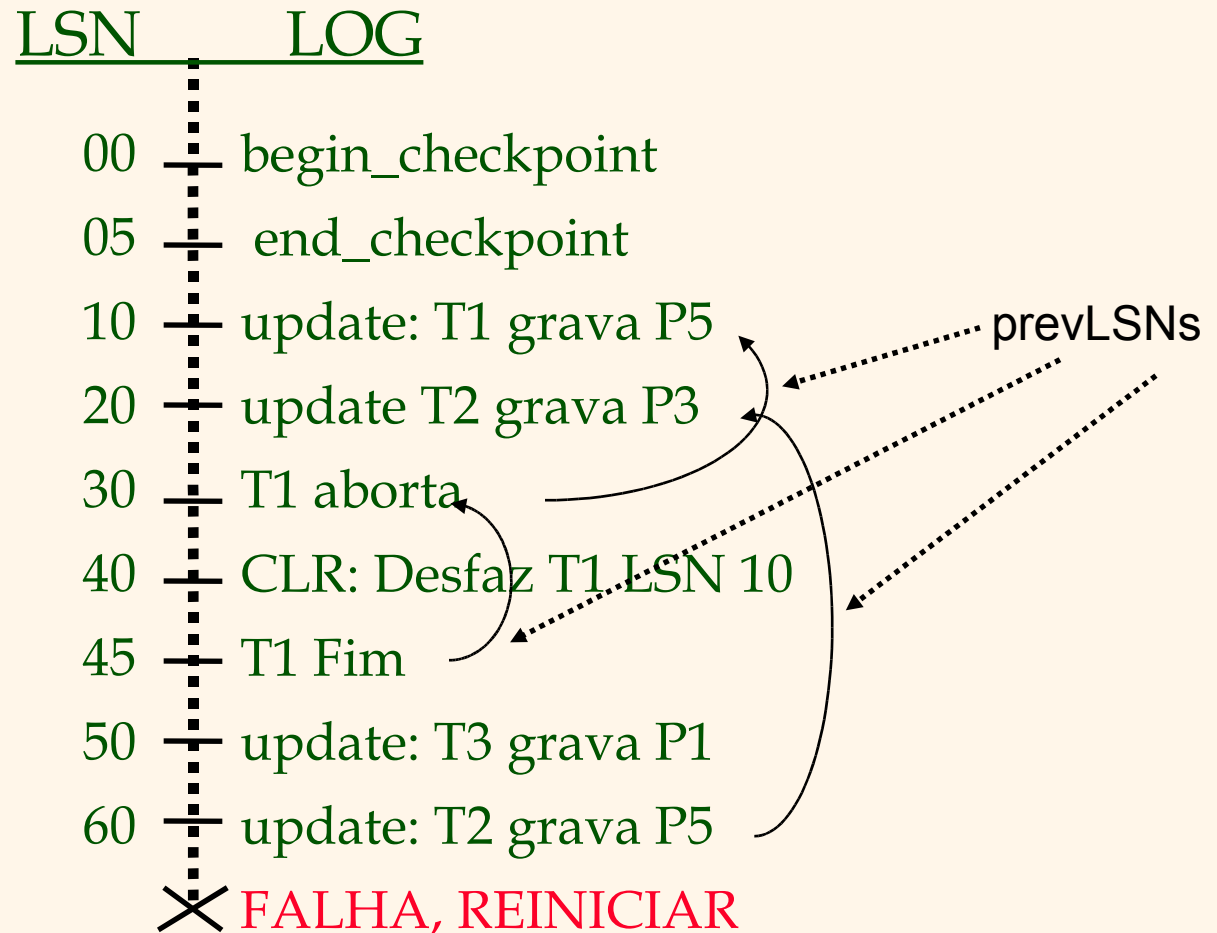 LSN LOG
00 begin_checkpoint
05 end_checkpoint
10 update: T1 grava P5
prevLSNs
20 update T2 grava P3
30 T1 aborta
40 CLR: Desfaz T1 LSN 10
45 T1 Fim
50 update: T3 grava P1
60 update: T2 grava P5
FALHA, REINICIAR